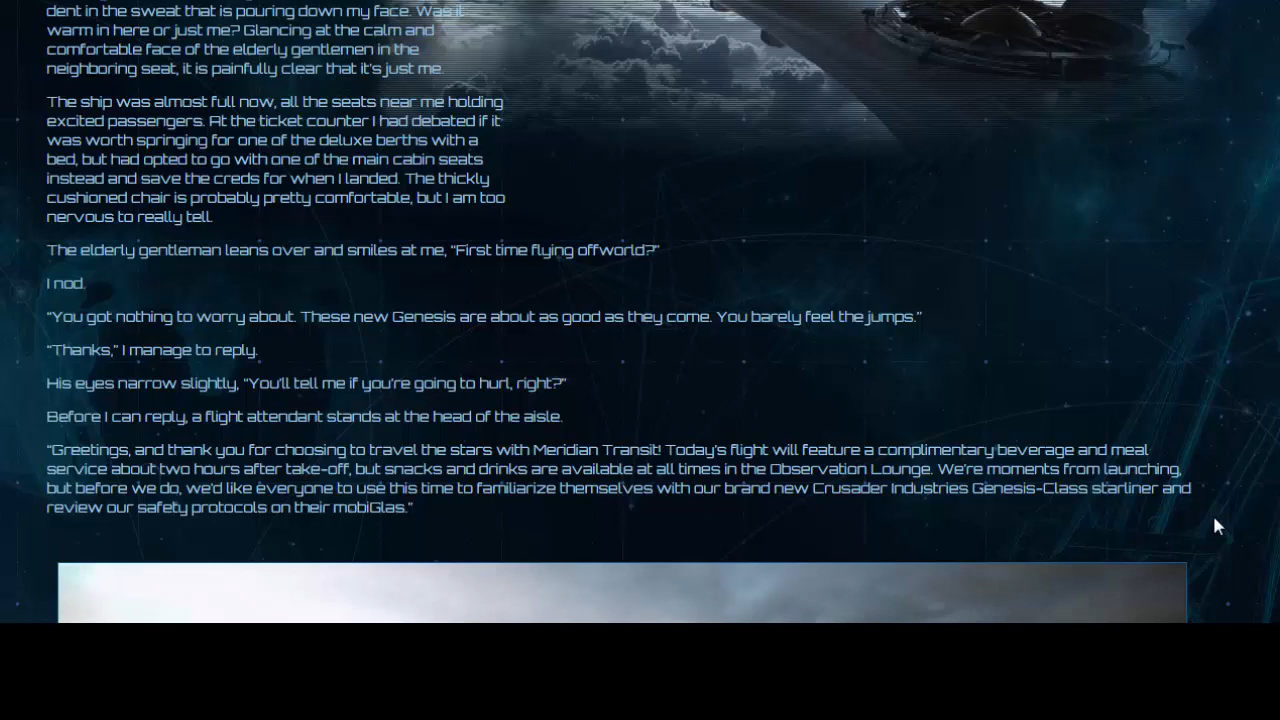 dent in the sweat that is pouring down my face. Was it
warm in here or just me? Glancing at the calm and
comfortable face of the elderly gentlemen in the
neighboring seat, it is painfully clear that it's just me.
The ship was almost full now, all the seats near me holding
excited passengers. At the ticket counter I had debated if it
was worth springing for one of the deluxe berths with a
bed, but had opted to go with one of the main cabin seats
instead and save the creds for when I landed. The thickly
cushioned chair is probably pretty comfortable, but I am too
nervous to really tell.
The elderly gentleman leans over and smiles at me, “First time flying offworld?”
I nod.
“You got nothing to worry about. These new Genesis are about as good as they come. You barely feel the jumps.”
“Thanks,” I manage to reply.
His eyes narrow slightly, “You'll tell me if you're going to hurl, right?”
Before I can reply, a flight attendant stands at the head of the aisle.
“Greetings, and thank you for choosing to travel the stars with Meridian Transit! Today's flight will feature a complimentary beverage and meal
service about two hours after take-off, but snacks and drinks are available at all times in the Observation Lounge. We're moments from launching,
but before we do, we'd like everyone to use this time to familiarize themselves with our brand new Crusader Industries Genesis-Class starliner and
review our safety protocols on their mobiGlas.”